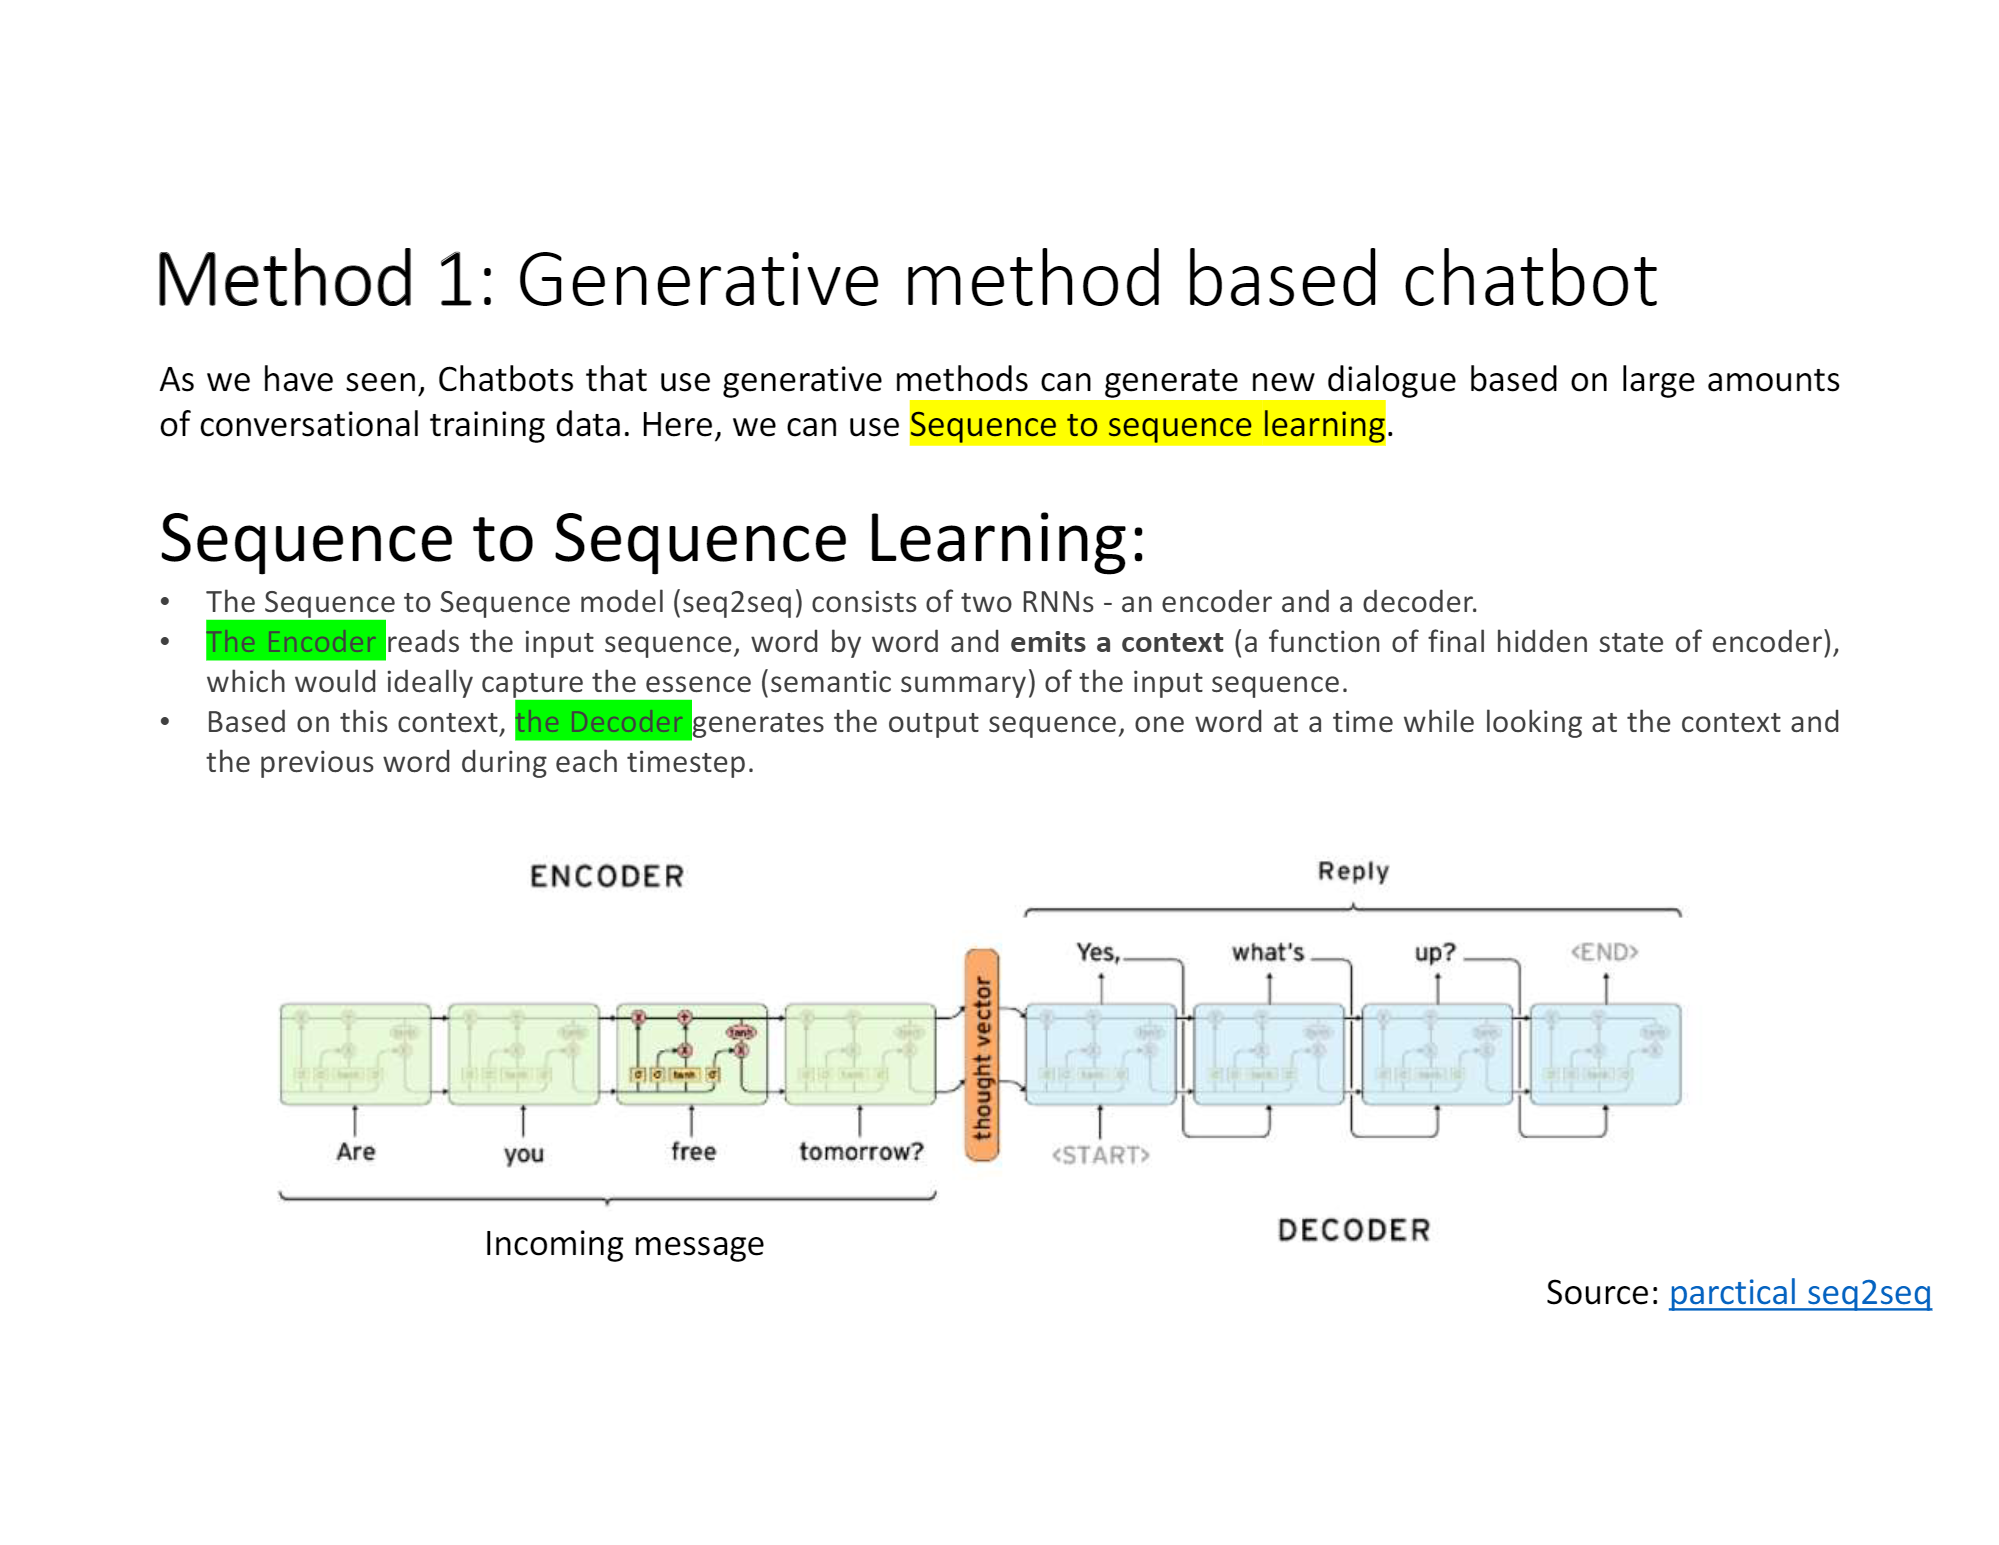 Method 1: Generative method based chatbot
As we have seen, Chatbots that use generative methods can generate new dialogue based on large amounts
of conversational training data. Here, we can use Sequence to sequence learning.
Sequence to Sequence Learning:
• The Sequence to Sequence model (seq2seq) consists of two RNNs - an encoder and a decoder.
• The Encoder reads the input sequence, word by word and emits a context (a function of final hidden state of encoder),
which would ideally capture the essence (semantic summary) of the input sequence.
• Based on this context, the Decoder generates the output sequence, one word at a time while looking at the context and
the previous word during each timestep.
ENCODER
Reply
Yes, what's up? <END>
thought vector
tanh
σ σ tanh σ
Are you free tomorrow?
<START>
Incoming message
DECODER
Source: parctical seq2seq